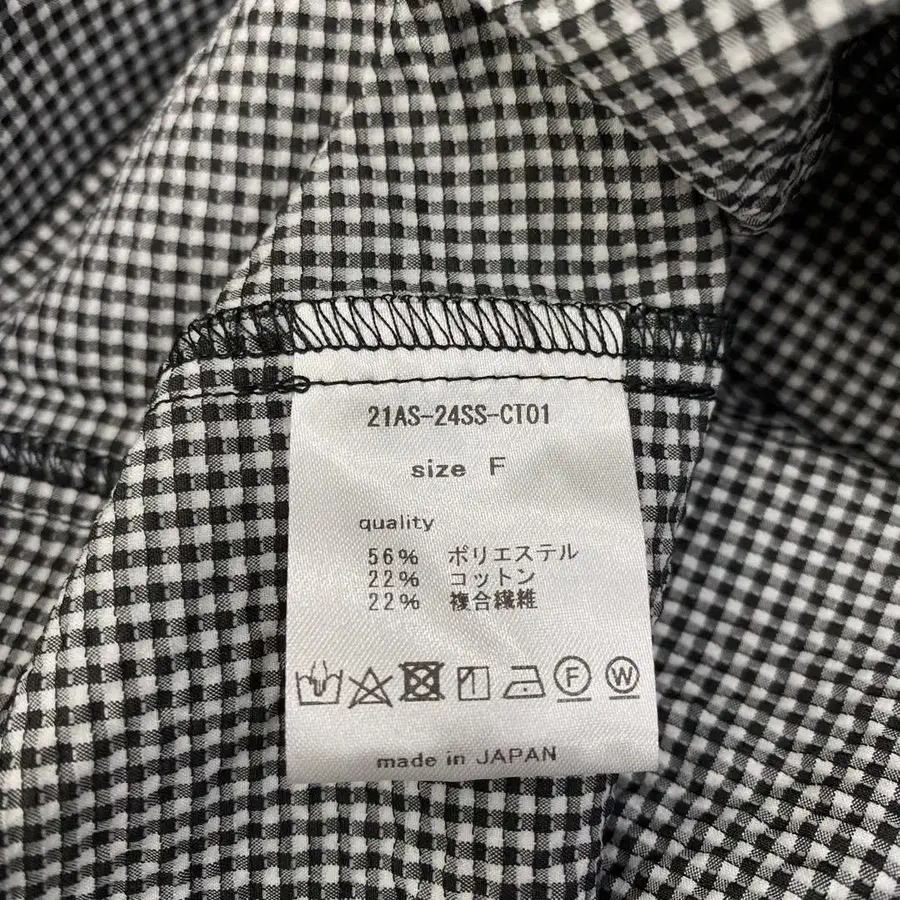 21AS-24SS-CT01
size F
quality
56% ポリエステル
22% コットン
22% 複合繊維
F W
made in JAPAN